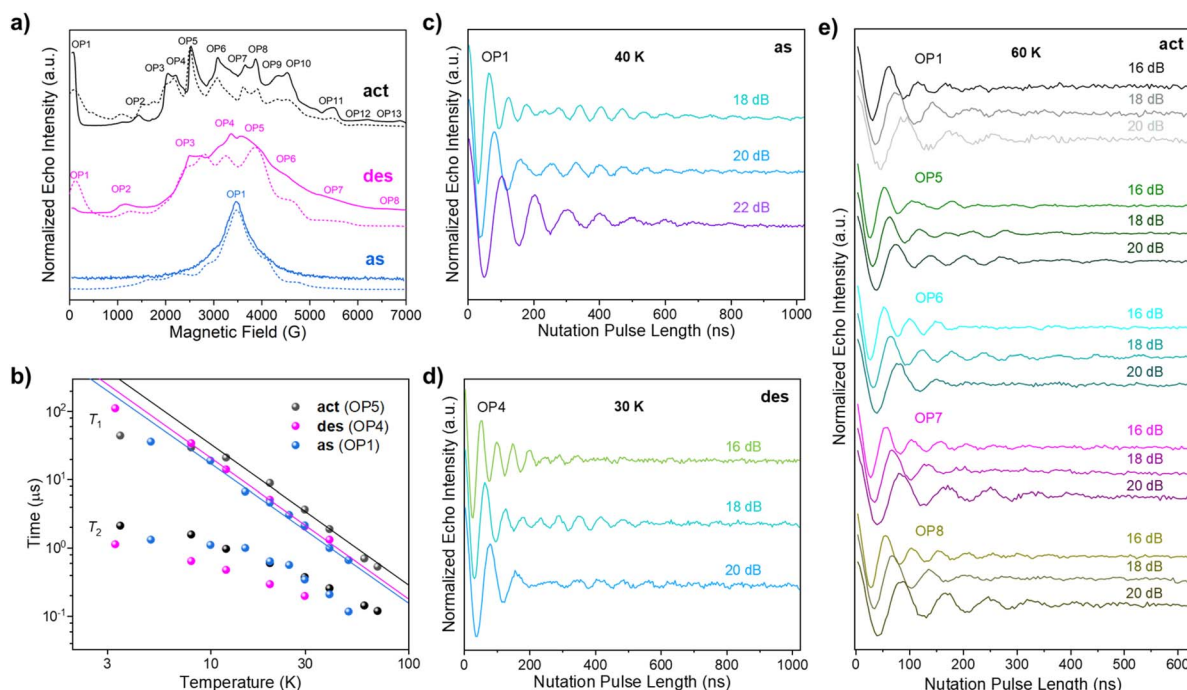 a)
Normalized Echo Intensity (a.u.)
OP1
OP2
OP3
OP4
OP5
OP6
OP7
OP8
OP9
OP10
OP11
OP12
OP13
act
OP1
OP2
OP3
OP4
OP5
OP6
OP7
OP8
des
OP1
as
0 1000 2000 3000 4000 5000 6000 7000
Magnetic Field (G)
b)
Time (μs)
10²
10¹
10⁰
10⁻¹
T₁
T₂
act (OP5)
des (OP4)
as (OP1)
3 10 30 100
Temperature (K)
c)
Normalized Echo Intensity (a.u.)
OP1
40 K
as
18 dB
20 dB
22 dB
0 200 400 600 800 1000
Nutation Pulse Length (ns)
d)
Normalized Echo Intensity (a.u.)
OP4
30 K
des
16 dB
18 dB
20 dB
0 200 400 600 800 1000
Nutation Pulse Length (ns)
e)
Normalized Echo Intensity (a.u.)
60 K
act
OP1
16 dB
18 dB
20 dB
OP5
16 dB
18 dB
20 dB
OP6
16 dB
18 dB
20 dB
OP7
16 dB
18 dB
20 dB
OP8
16 dB
18 dB
20 dB
0 100 200 300 400 500 600
Nutation Pulse Length (ns)